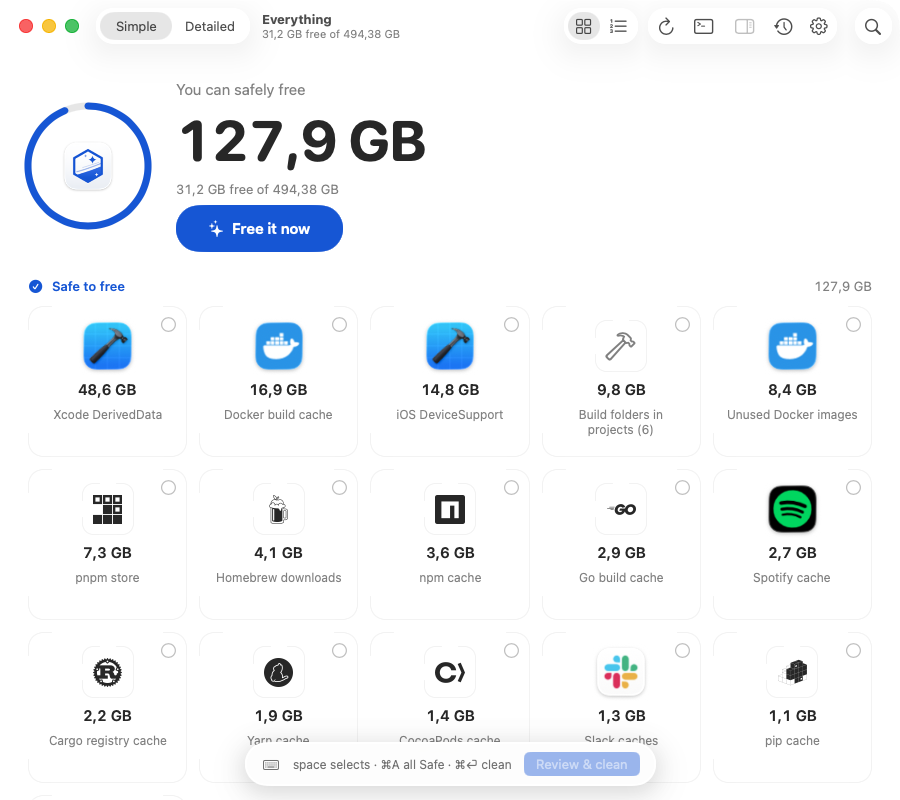 Simple
Detailed
Everything
31,2 GB free of 494,38 GB
You can safely free
127,9 GB
31,2 GB free of 494,38 GB
Free it now
Safe to free
127,9 GB
48,6 GB
Xcode DerivedData
16,9 GB
Docker build cache
14,8 GB
iOS DeviceSupport
9,8 GB
Build folders in
projects (6)
8,4 GB
Unused Docker images
7,3 GB
pnpm store
4,1 GB
Homebrew downloads
3,6 GB
npm cache
GO
2,9 GB
Go build cache
2,7 GB
Spotify cache
2,2 GB
Cargo registry cache
1,9 GB
Yarn cache
1,4 GB
CocoaPods cache
1,3 GB
Slack caches
1,1 GB
pip cache
space selects · ⌘A all Safe · ⌘⏎ clean
Review & clean